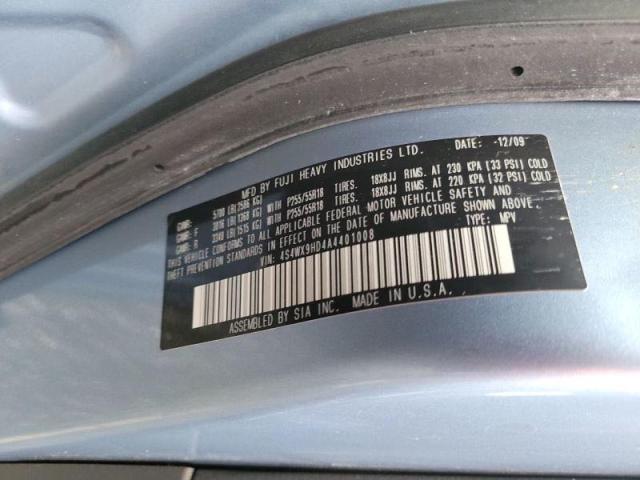 MFD BY FUJI HEAVY INDUSTRIES LTD. DATE: 12/09
GVWR: 5700 LB(2586 KG)
GAWR: F 3016 LB(1368 KG) WITH P255/55R18 TIRES. 18X8JJ RIMS. AT 230 KPA (33 PSI) COLD
GAWR: R 3340 LB(1515 KG) WITH P255/55R18 TIRES. 18X8JJ RIMS. AT 220 KPA (32 PSI) COLD
THIS VEHICLE CONFORMS TO ALL APPLICABLE FEDERAL MOTOR VEHICLE SAFETY AND
THEFT PREVENTION STANDARDS IN EFFECT ON THE DATE OF MANUFACTURE SHOWN ABOVE.
VIN: 4S4WX9HD4A4401008 TYPE: MPV
ASSEMBLED BY SIA INC. MADE IN U.S.A.